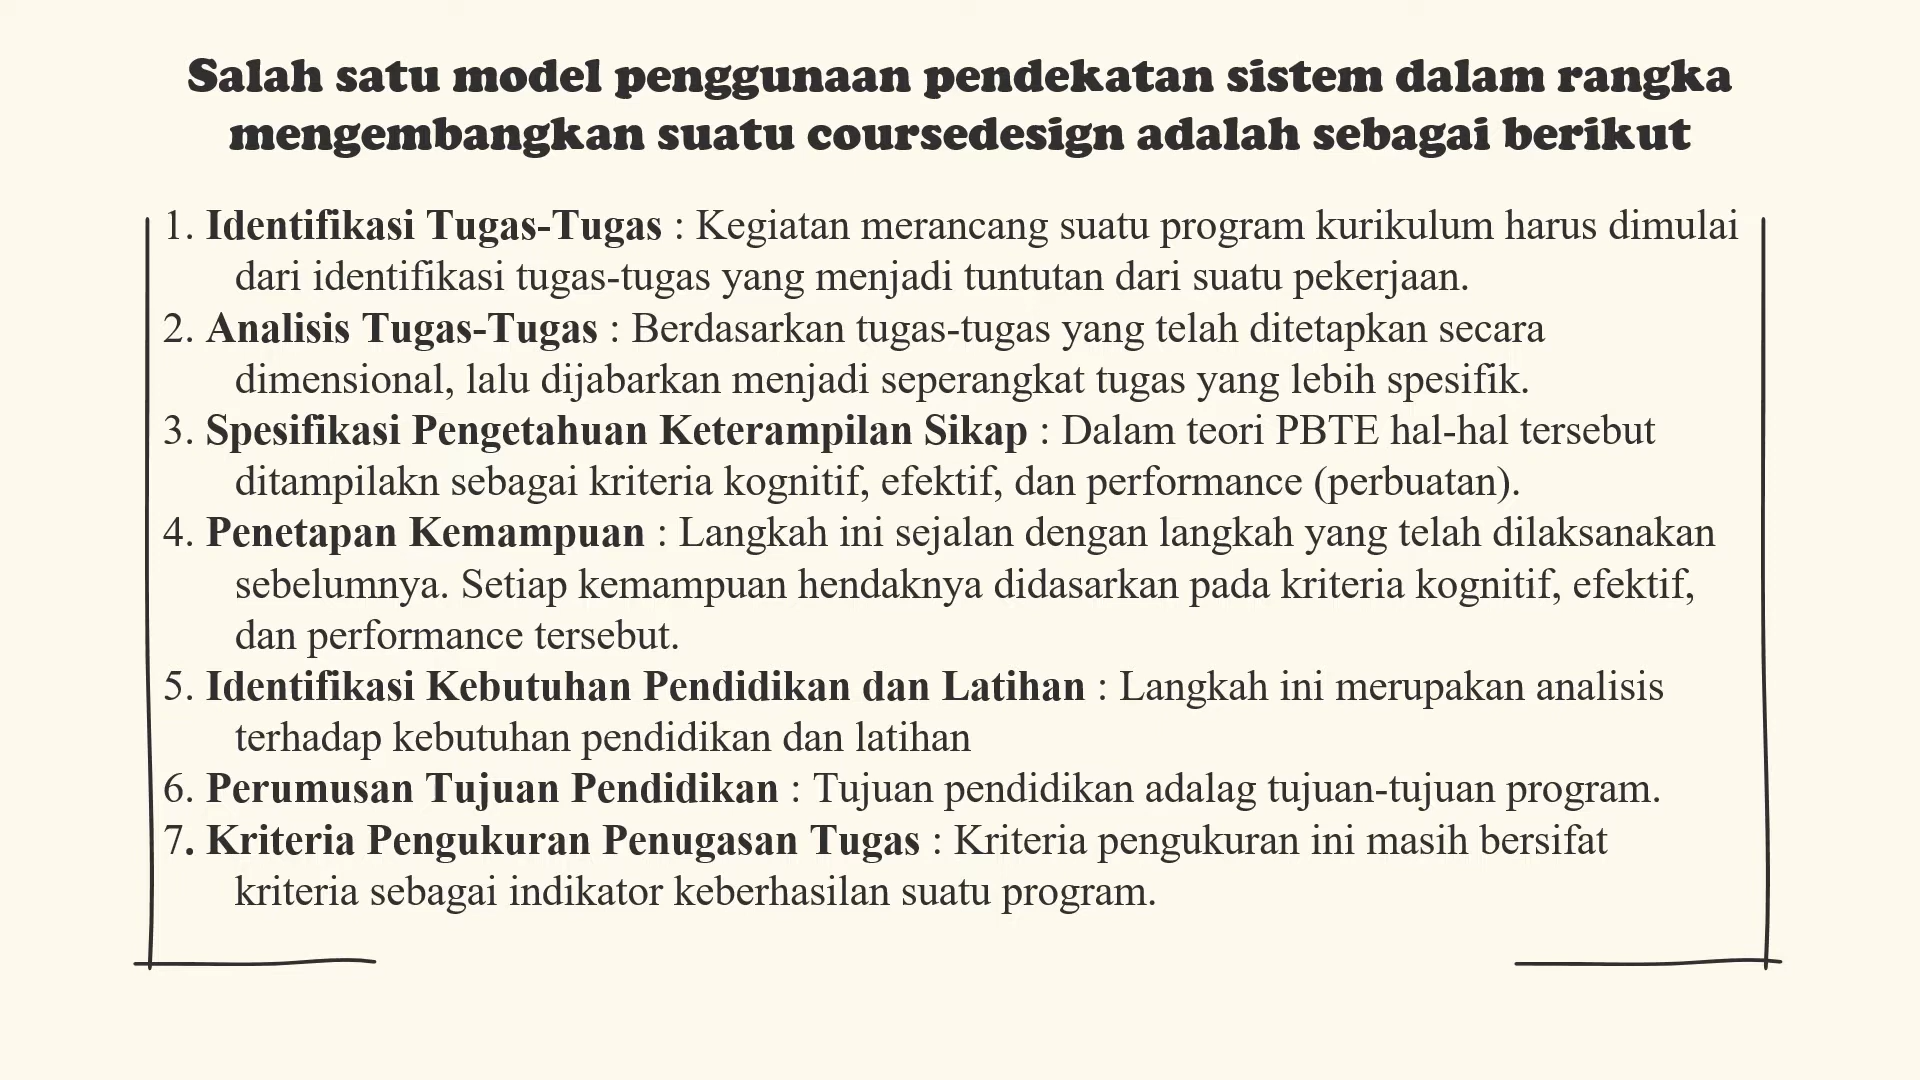 Salah satu model penggunaan pendekatan sistem dalam rangka
mengembangkan suatu coursedesign adalah sebagai berikut
1. Identifikasi Tugas-Tugas : Kegiatan merancang suatu program kurikulum harus dimulai
dari identifikasi tugas-tugas yang menjadi tuntutan dari suatu pekerjaan.
2. Analisis Tugas-Tugas : Berdasarkan tugas-tugas yang telah ditetapkan secara
dimensional, lalu dijabarkan menjadi seperangkat tugas yang lebih spesifik.
3. Spesifikasi Pengetahuan Keterampilan Sikap : Dalam teori PBTE hal-hal tersebut
ditampilakn sebagai kriteria kognitif, efektif, dan performance (perbuatan).
4. Penetapan Kemampuan : Langkah ini sejalan dengan langkah yang telah dilaksanakan
sebelumnya. Setiap kemampuan hendaknya didasarkan pada kriteria kognitif, efektif,
dan performance tersebut.
5. Identifikasi Kebutuhan Pendidikan dan Latihan : Langkah ini merupakan analisis
terhadap kebutuhan pendidikan dan latihan
6. Perumusan Tujuan Pendidikan : Tujuan pendidikan adalag tujuan-tujuan program.
7. Kriteria Pengukuran Penugasan Tugas : Kriteria pengukuran ini masih bersifat
kriteria sebagai indikator keberhasilan suatu program.